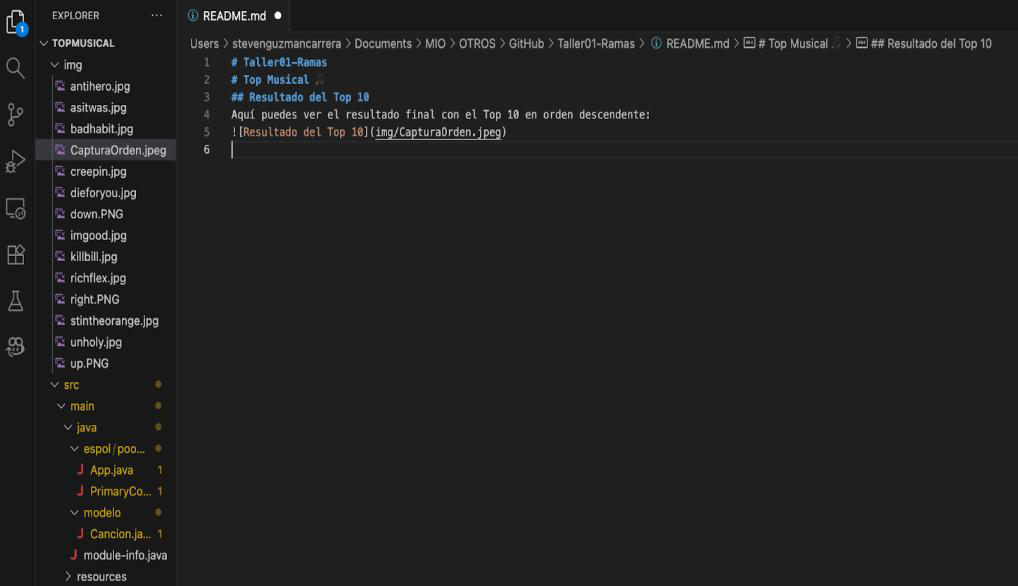 1
EXPLORER ···
README.md ●
TOPMUSICAL
img
antihero.jpg
asitwas.jpg
badhabit.jpg
CapturaOrden.jpeg
creepin.jpg
dieforyou.jpg
down.PNG
imgood.jpg
killbill.jpg
richflex.jpg
right.PNG
stintheorange.jpg
unholy.jpg
up.PNG
src
main
java
espol/poo...
App.java 1
PrimaryCo... 1
modelo
Cancion.ja... 1
module-info.java
resources
Users > stevenguzmancarrera > Documents > MIO > OTROS > GitHub > Taller01-Ramas > README.md > # Top Musical 🎵 > ## Resultado del Top 10
1 # Taller01-Ramas
2 # Top Musical 🎵
3 ## Resultado del Top 10
4 Aquí puedes ver el resultado final con el Top 10 en orden descendente:
5 ![Resultado del Top 10](img/CapturaOrden.jpeg)
6